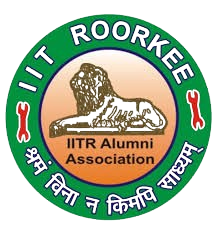 IIT ROORKEE
IITR Alumni
Association
श्रमं विना न किमपि साध्यम्